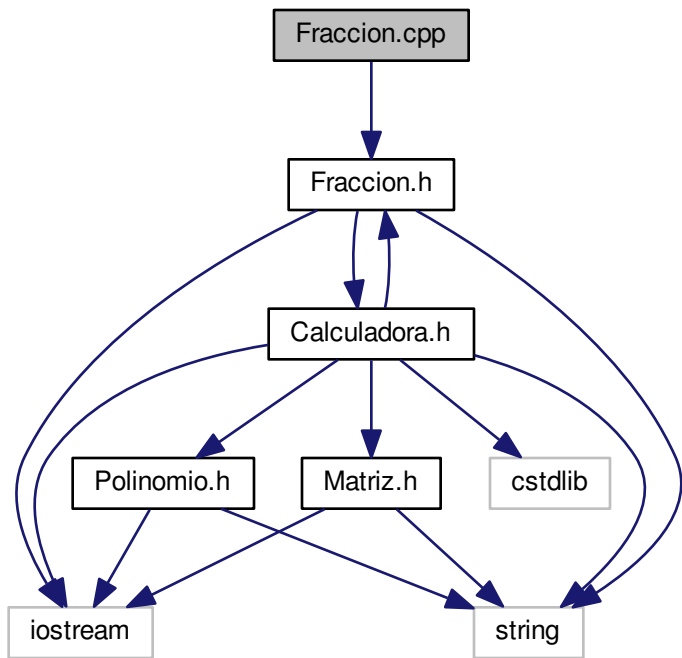 Fraccion.cpp
Fraccion.h
Calculadora.h
Polinomio.h
Matriz.h
cstdlib
iostream
string